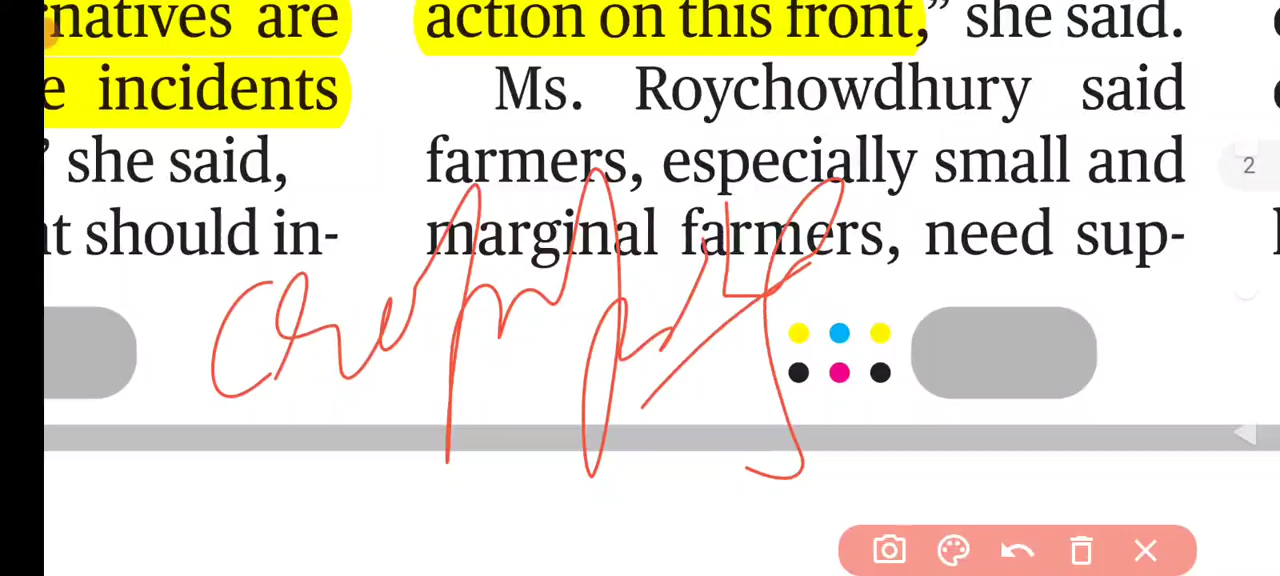 natives are
e incidents
” she said,
nt should in-
action on this front,” she said.
Ms. Roychowdhury said
farmers, especially small and
marginal farmers, need sup-
2